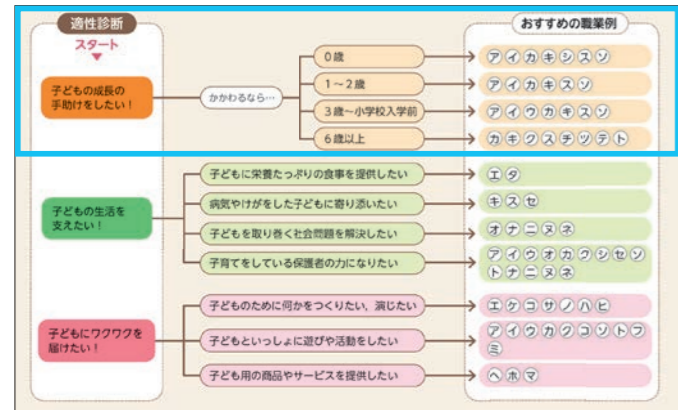 適性診断
スタート
おすすめの職業例
子どもの成長の
手助けをしたい！
かかわるなら…
0歳
アイカキシスソ
1～2歳
アイカキスソ
3歳～小学校入学前
アイウカキスソ
6歳以上
カキクスチツテト
子どもの生活を
支えたい！
子どもに栄養たっぷりの食事を提供したい
エタ
病気やけがをした子どもに寄り添いたい
キスセ
子どもを取り巻く社会問題を解決したい
オナニヌネ
子育てをしている保護者の力になりたい
アイウオカクシセソ
トナニヌネ
子どもにワクワクを
届けたい！
子どものために何かをつくりたい，演じたい
エケコサノハヒ
子どもといっしょに遊びや活動をしたい
アイウカクコソトフ
ミ
子ども用の商品やサービスを提供したい
ヘホマ